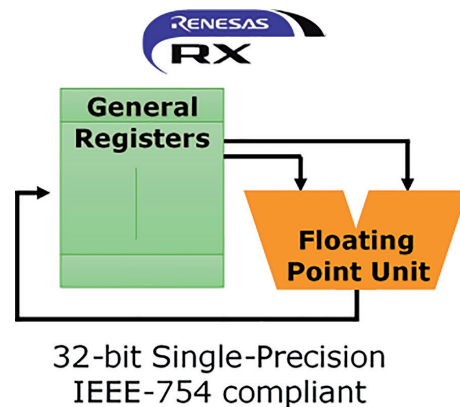 RENESAS
RX
General
Registers
Floating
Point Unit
32-bit Single-Precision
IEEE-754 compliant